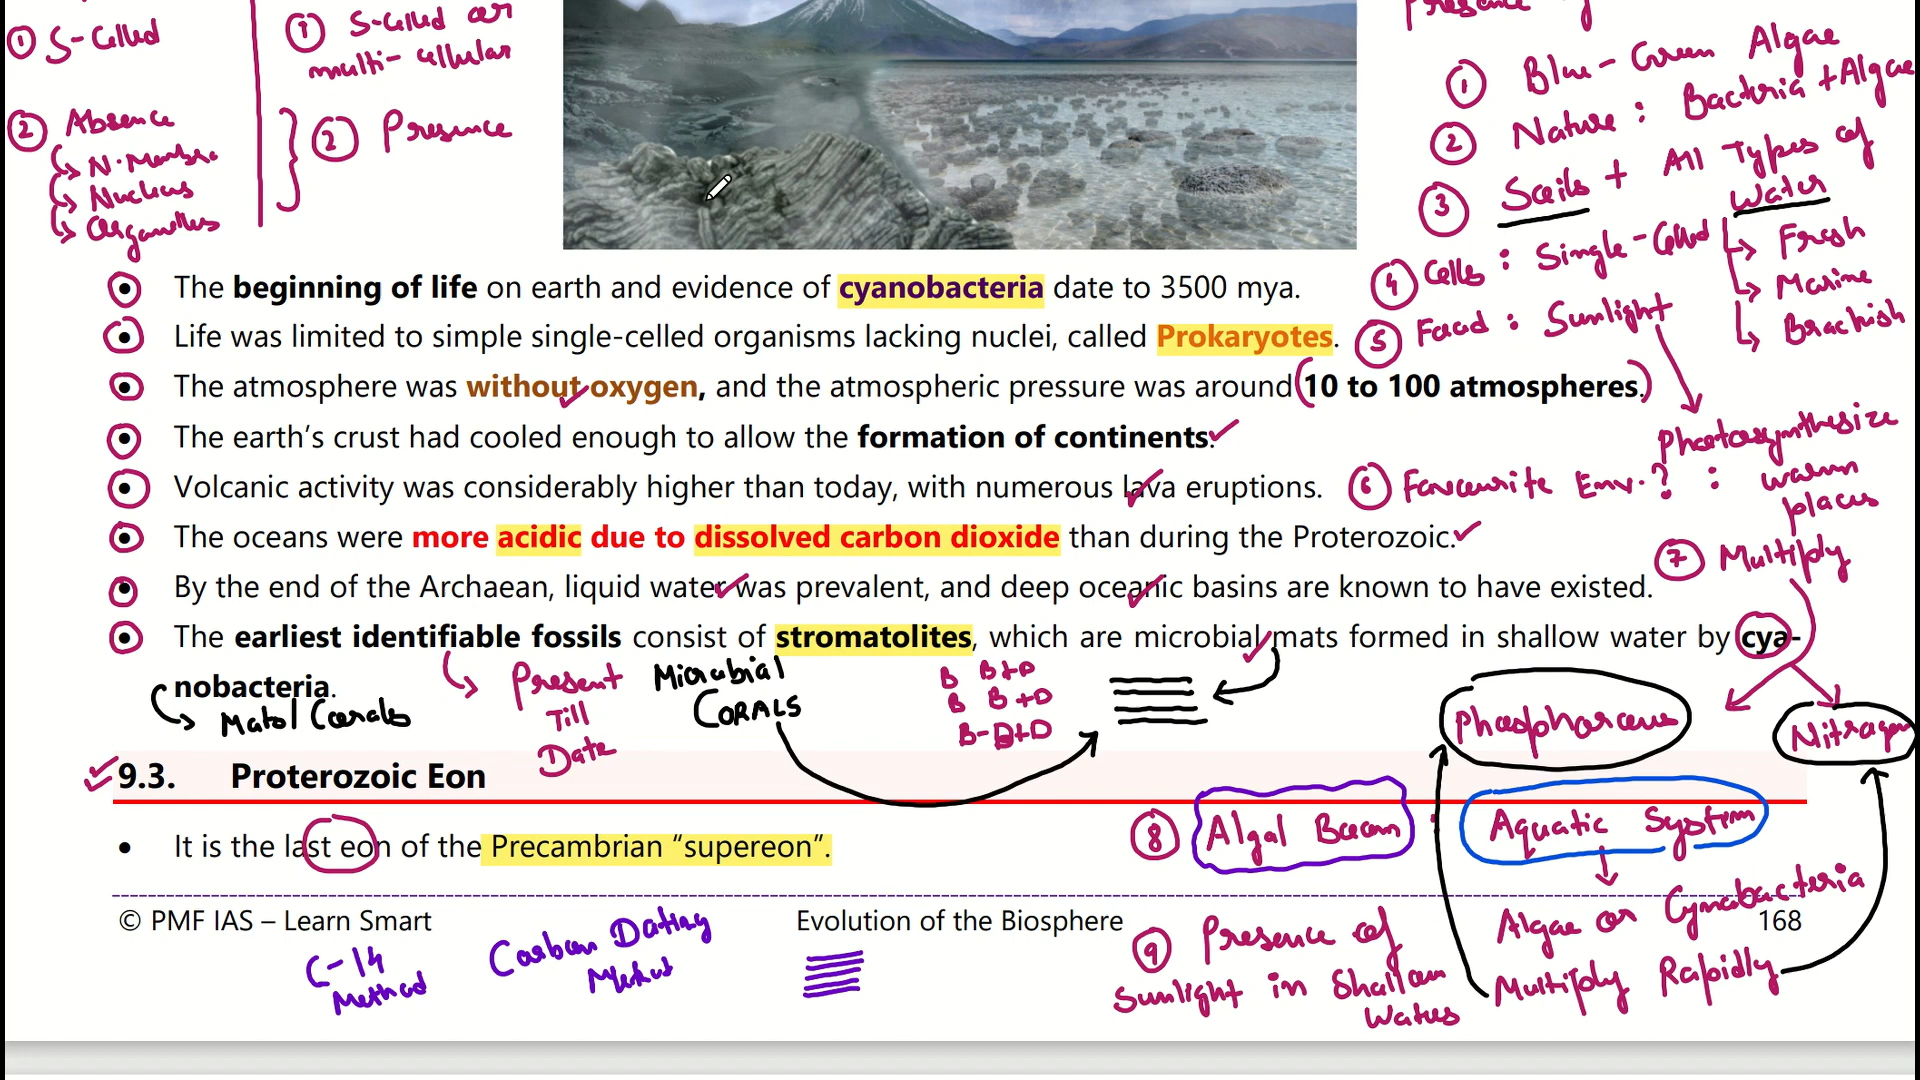 ① S-Celled
① S-Celled or
multi-cellular
② Absence
↳ N. Membr.
↳ Nucleus
↳ Organelles
② Presence
Presence
① Blue-Green Algae
② Nature : Bacteria + Algae
③ Soils + All Types of
Water
④ Cells : Single-Celled
↳ Fresh
↳ Marine
↳ Brackish
⑤ Food : Sunlight
Photosynthesize
⑥ Favourite Env.? : warm
places
⑦ Multiply
Phosphorous
Nitrogen
• The beginning of life on earth and evidence of cyanobacteria date to 3500 mya.
• Life was limited to simple single-celled organisms lacking nuclei, called Prokaryotes.
• The atmosphere was without oxygen, and the atmospheric pressure was around 10 to 100 atmospheres.
• The earth’s crust had cooled enough to allow the formation of continents.
• Volcanic activity was considerably higher than today, with numerous lava eruptions.
• The oceans were more acidic due to dissolved carbon dioxide than during the Proterozoic.
• By the end of the Archaean, liquid water was prevalent, and deep oceanic basins are known to have existed.
• The earliest identifiable fossils consist of stromatolites, which are microbial mats formed in shallow water by cya-
nobacteria.
↳ Corals
Present
Till
Date
Microbial
CORALS
B B+D
B B+D
B-D+D
9.3. Proterozoic Eon
• It is the last eon of the Precambrian “supereon”.
⑧ Algal Bloom :
Aquatic System
Algae or Cynobacteria
Multiply Rapidly
⑨ Presence of
Sunlight in Shallow
Waters
© PMF IAS – Learn Smart
Evolution of the Biosphere
168
C-14
Method
Carbon Dating